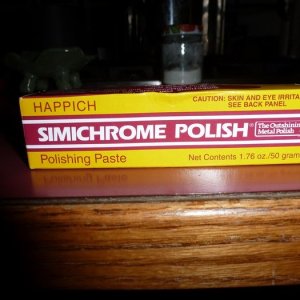 HAPPICH
CAUTION: SKIN AND EYE IRRITA
SEE BACK PANEL
SIMICHROME POLISH®
The Outshinin
Metal Polish
Polishing Paste
Net Contents 1.76 oz./50 gram